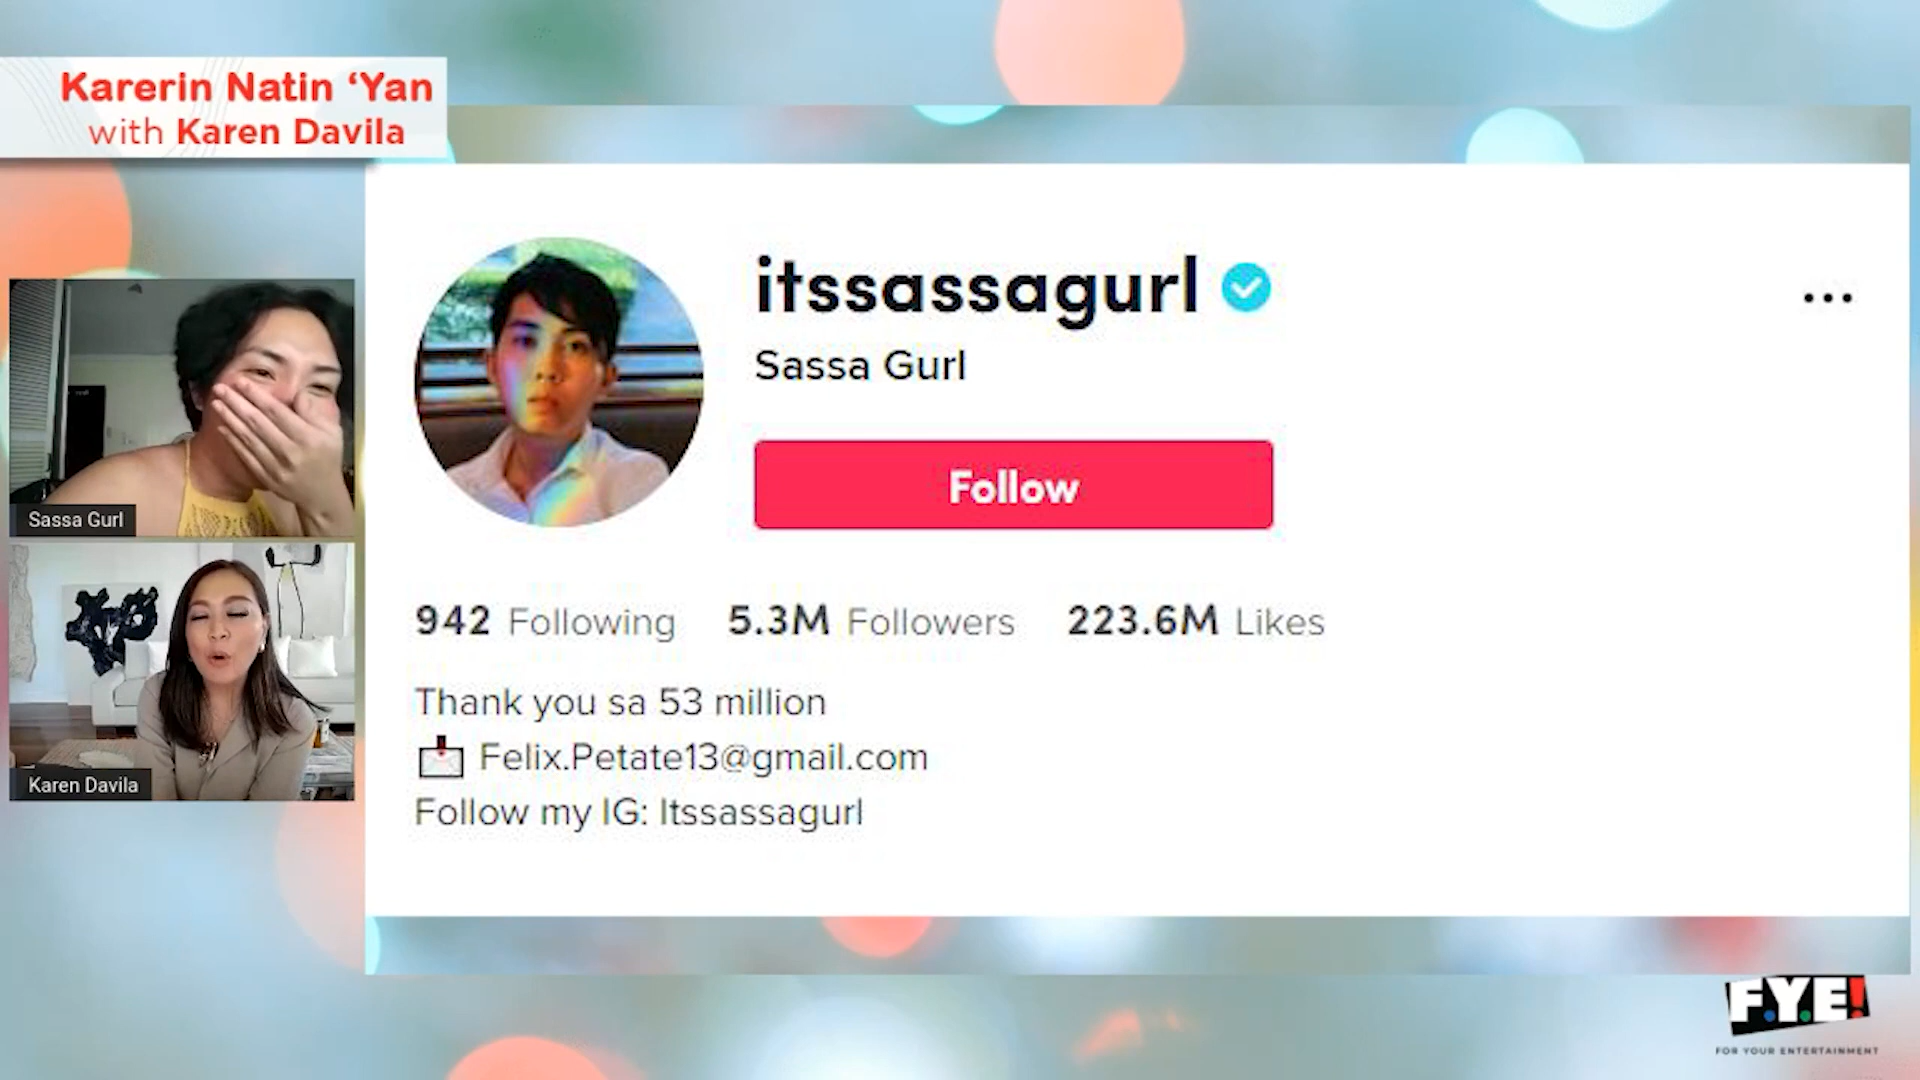 Karerin Natin ‘Yan
with Karen Davila
itssassagurl
Sassa Gurl
Follow
942 Following 5.3M Followers 223.6M Likes
Thank you sa 53 million
Felix.Petate13@gmail.com
Follow my IG: Itssassagurl
Sassa Gurl
Karen Davila
F.Y.E!
FOR YOUR ENTERTAINMENT